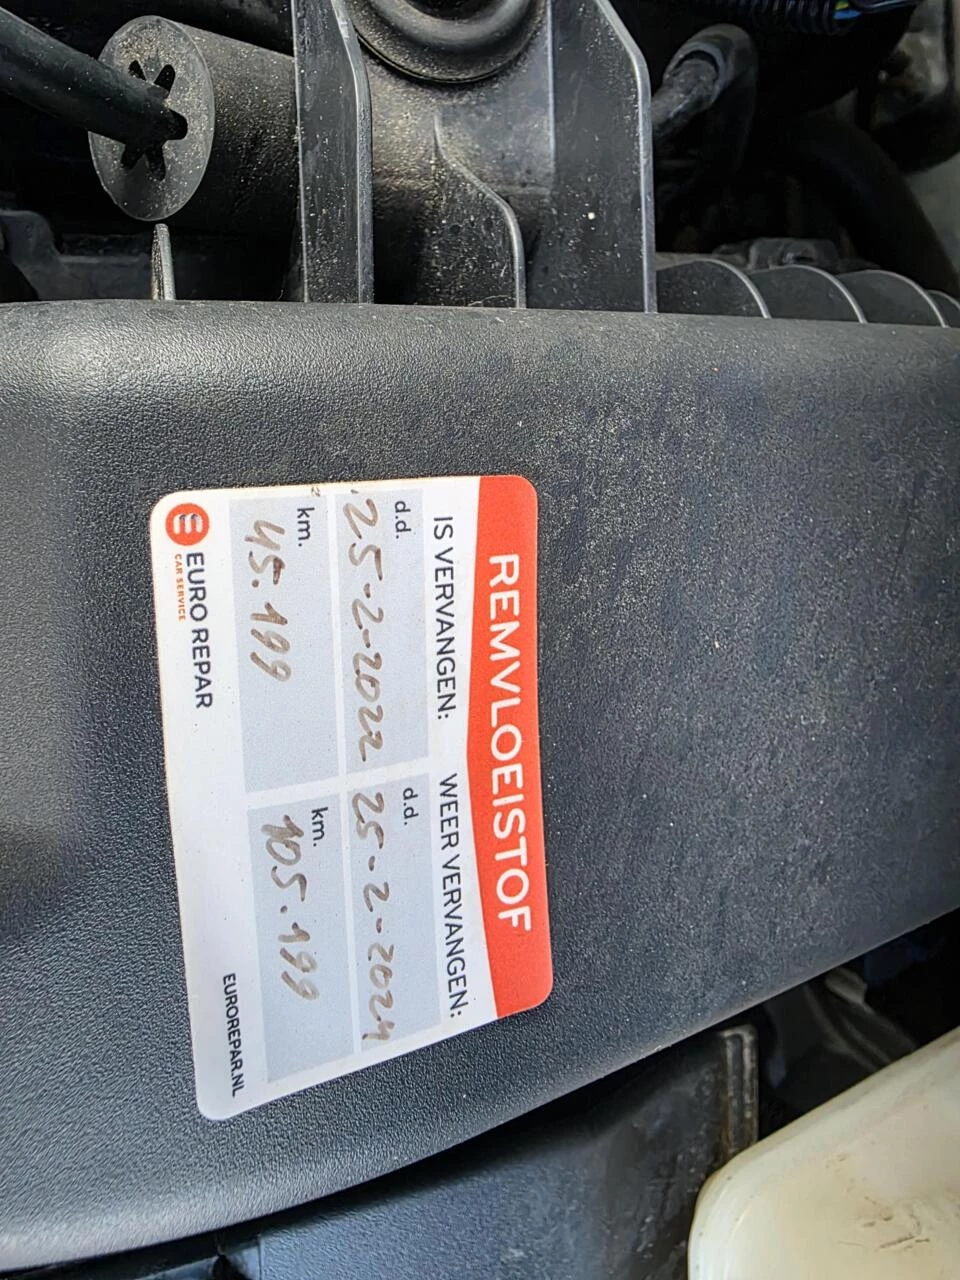 REMVLOEISTOF
IS VERVANGEN: WEER VERVANGEN:
d.d. d.d.
25-2-2022 25-2-2024
km. km.
45.199 105.199
EURO REPAR
CAR SERVICE
EUROREPAR.NL